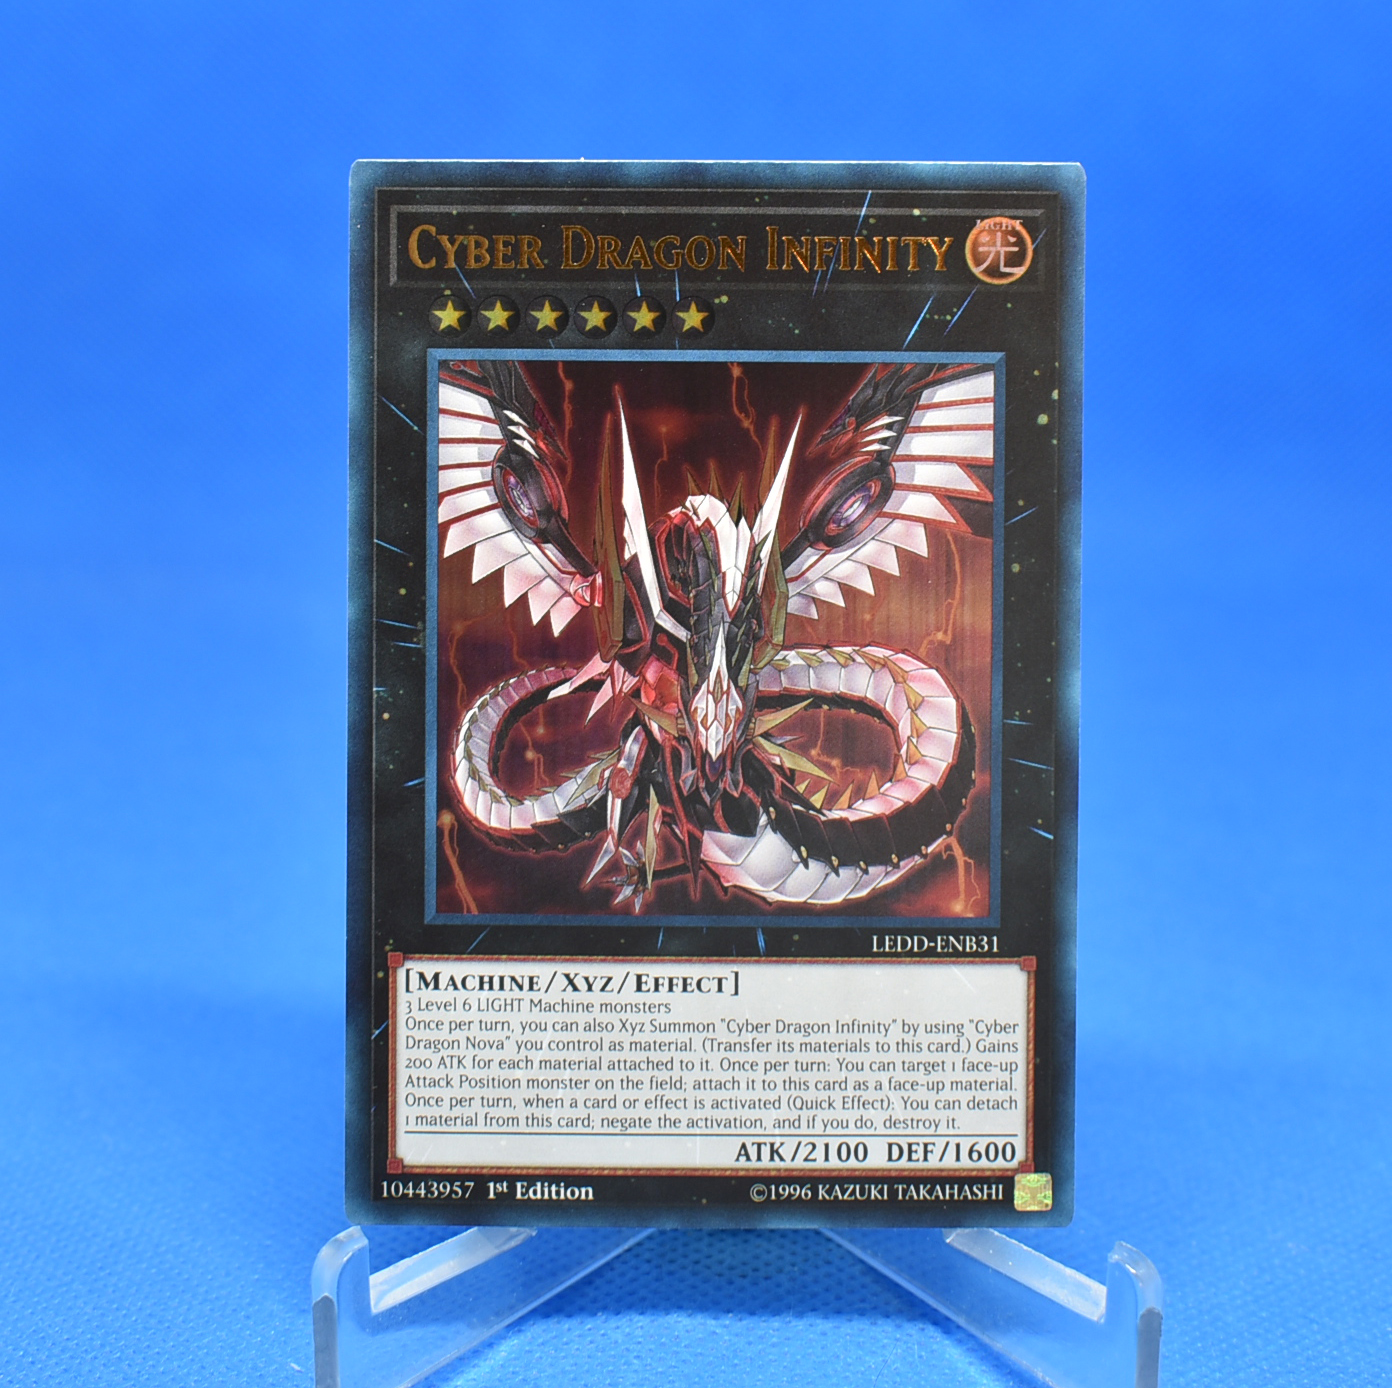 CYBER DRAGON INFINITY
LIGHT
光
LEDD-ENB31
[MACHINE/XYZ/EFFECT]
3 Level 6 LIGHT Machine monsters
Once per turn, you can also Xyz Summon "Cyber Dragon Infinity" by using "Cyber
Dragon Nova" you control as material. (Transfer its materials to this card.) Gains
200 ATK for each material attached to it. Once per turn: You can target 1 face-up
Attack Position monster on the field; attach it to this card as a face-up material.
Once per turn, when a card or effect is activated (Quick Effect): You can detach
1 material from this card; negate the activation, and if you do, destroy it.
ATK/2100 DEF/1600
10443957 1st Edition
©1996 KAZUKI TAKAHASHI